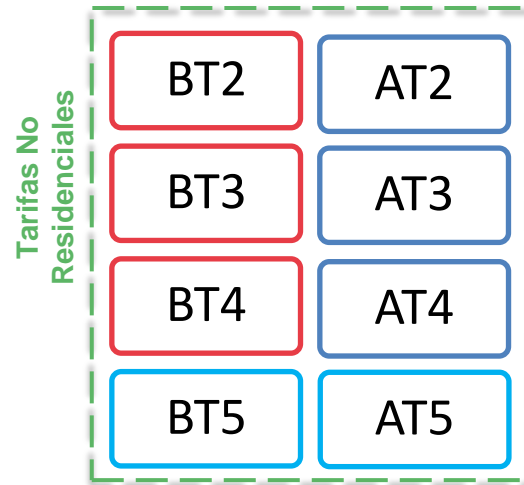 Tarifas No
Residenciales
BT2 AT2
BT3 AT3
BT4 AT4
BT5 AT5